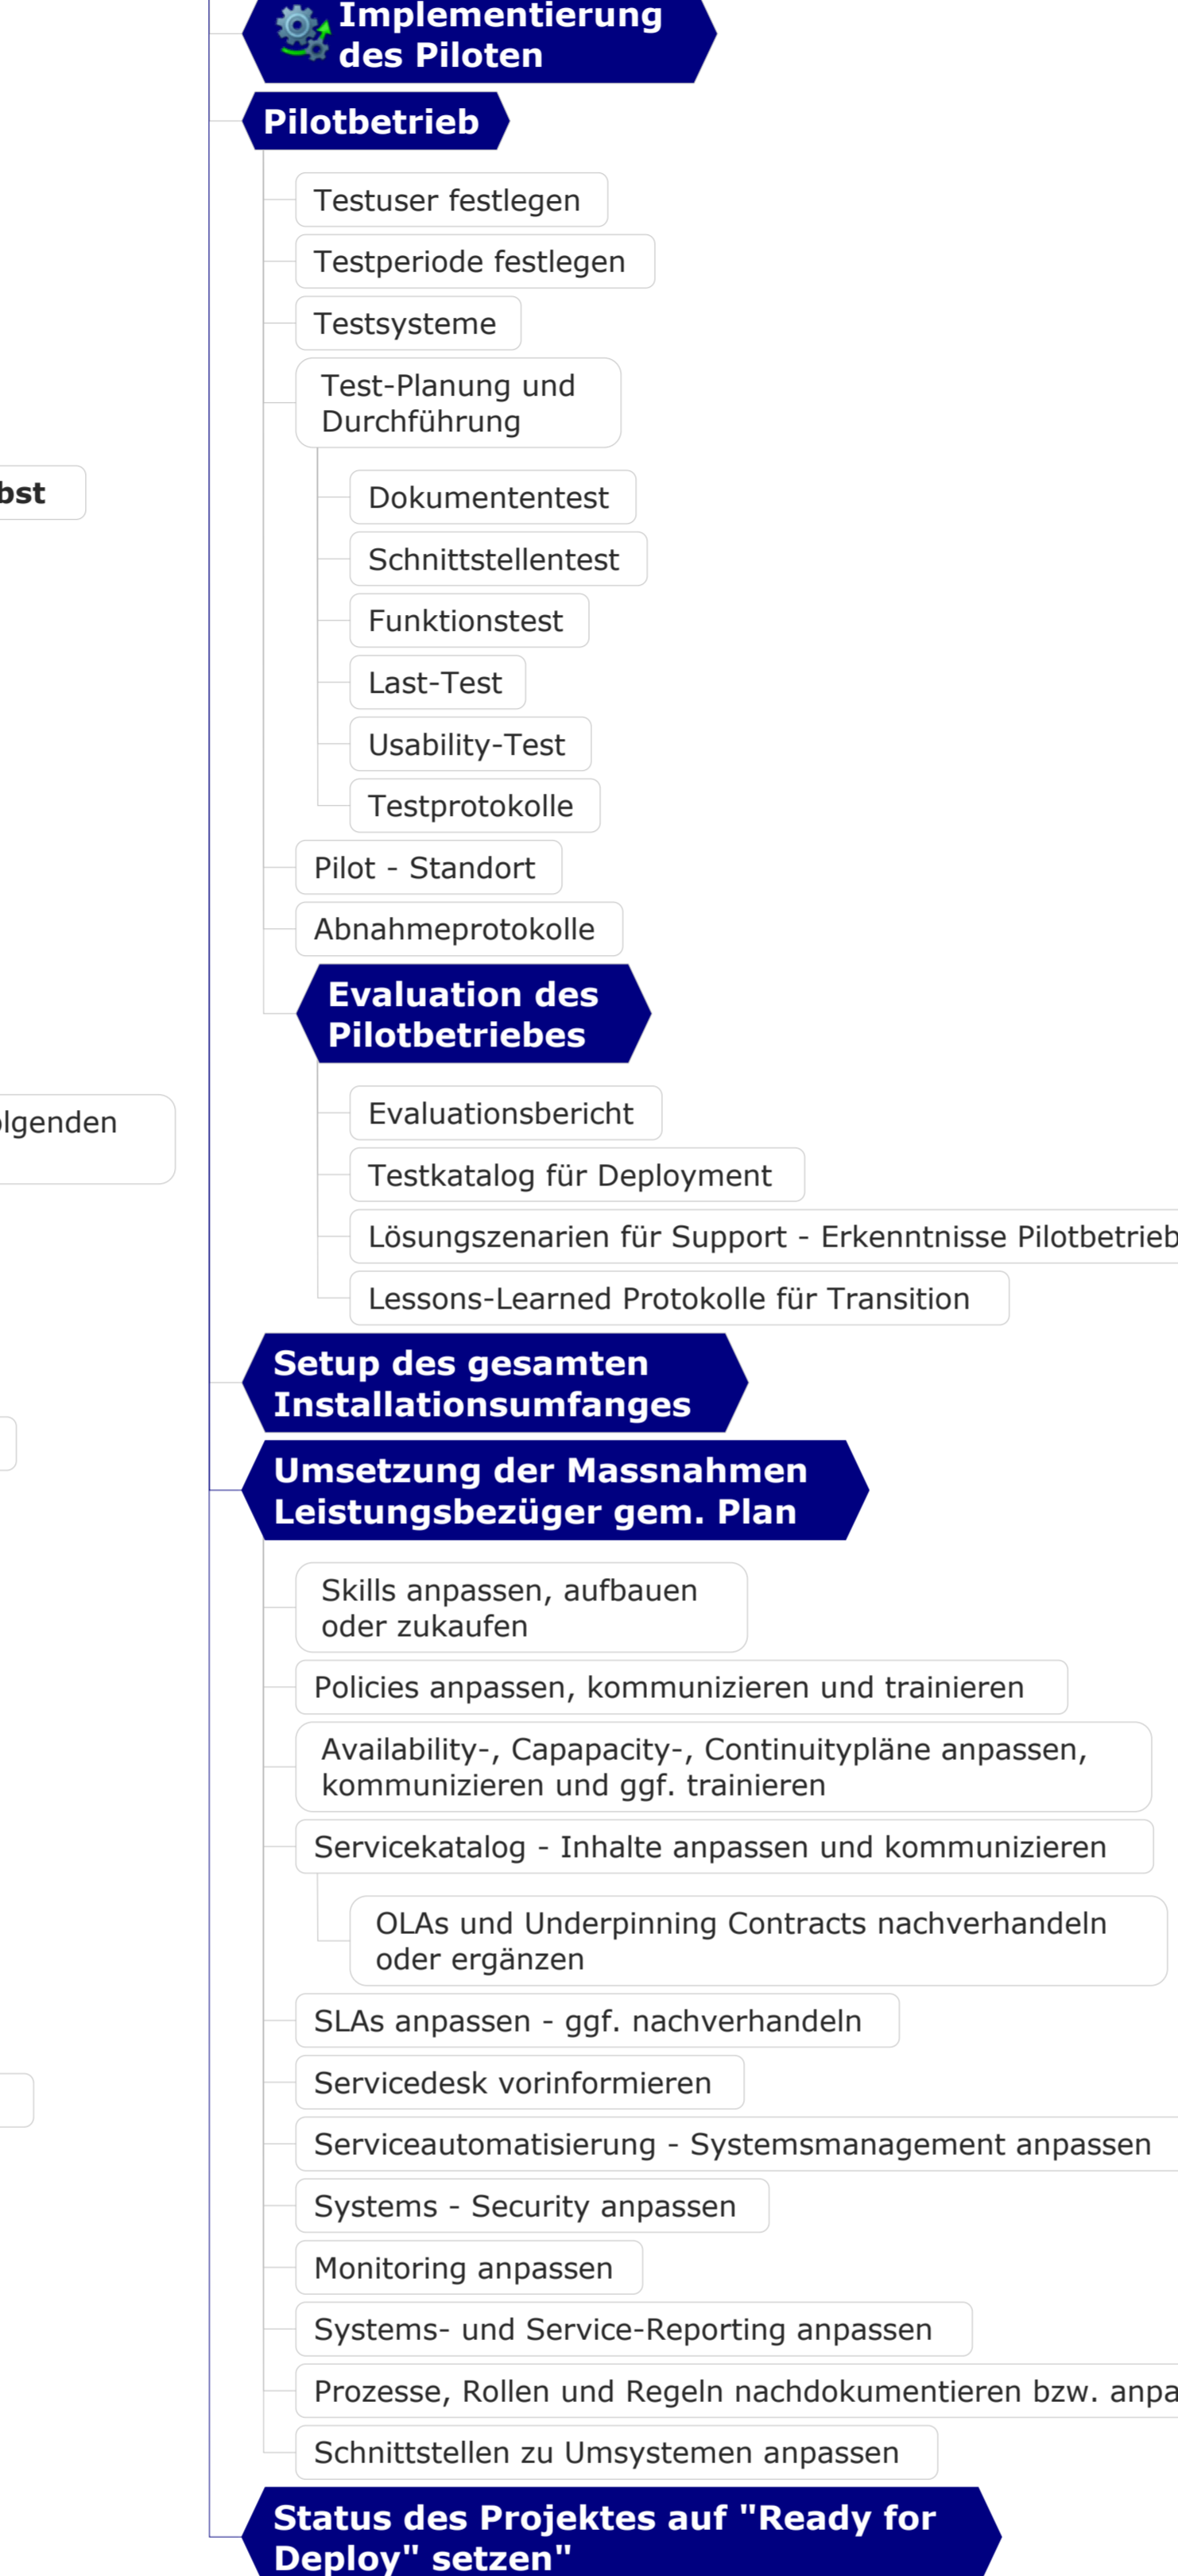 Implementierung
des Piloten
Pilotbetrieb
Testuser festlegen
Testperiode festlegen
Testsysteme
Test-Planung und
Durchführung
bst
Dokumententest
Schnittstellentest
Funktionstest
Last-Test
Usability-Test
Testprotokolle
Pilot - Standort
Abnahmeprotokolle
Evaluation des
Pilotbetriebes
olgenden
Evaluationsbericht
Testkatalog für Deployment
Lösungszenarien für Support - Erkenntnisse Pilotbetrieb
Lessons-Learned Protokolle für Transition
Setup des gesamten
Installationsumfanges
Umsetzung der Massnahmen
Leistungsbezüger gem. Plan
Skills anpassen, aufbauen
oder zukaufen
Policies anpassen, kommunizieren und trainieren
Availability-, Capapacity-, Continuitypläne anpassen,
kommunizieren und ggf. trainieren
Servicekatalog - Inhalte anpassen und kommunizieren
OLAs und Underpinning Contracts nachverhandeln
oder ergänzen
SLAs anpassen - ggf. nachverhandeln
Servicedesk vorinformieren
Serviceautomatisierung - Systemsmanagement anpassen
Systems - Security anpassen
Monitoring anpassen
Systems- und Service-Reporting anpassen
Prozesse, Rollen und Regeln nachdokumentieren bzw. anpa
Schnittstellen zu Umsystemen anpassen
Status des Projektes auf "Ready for
Deploy" setzen"